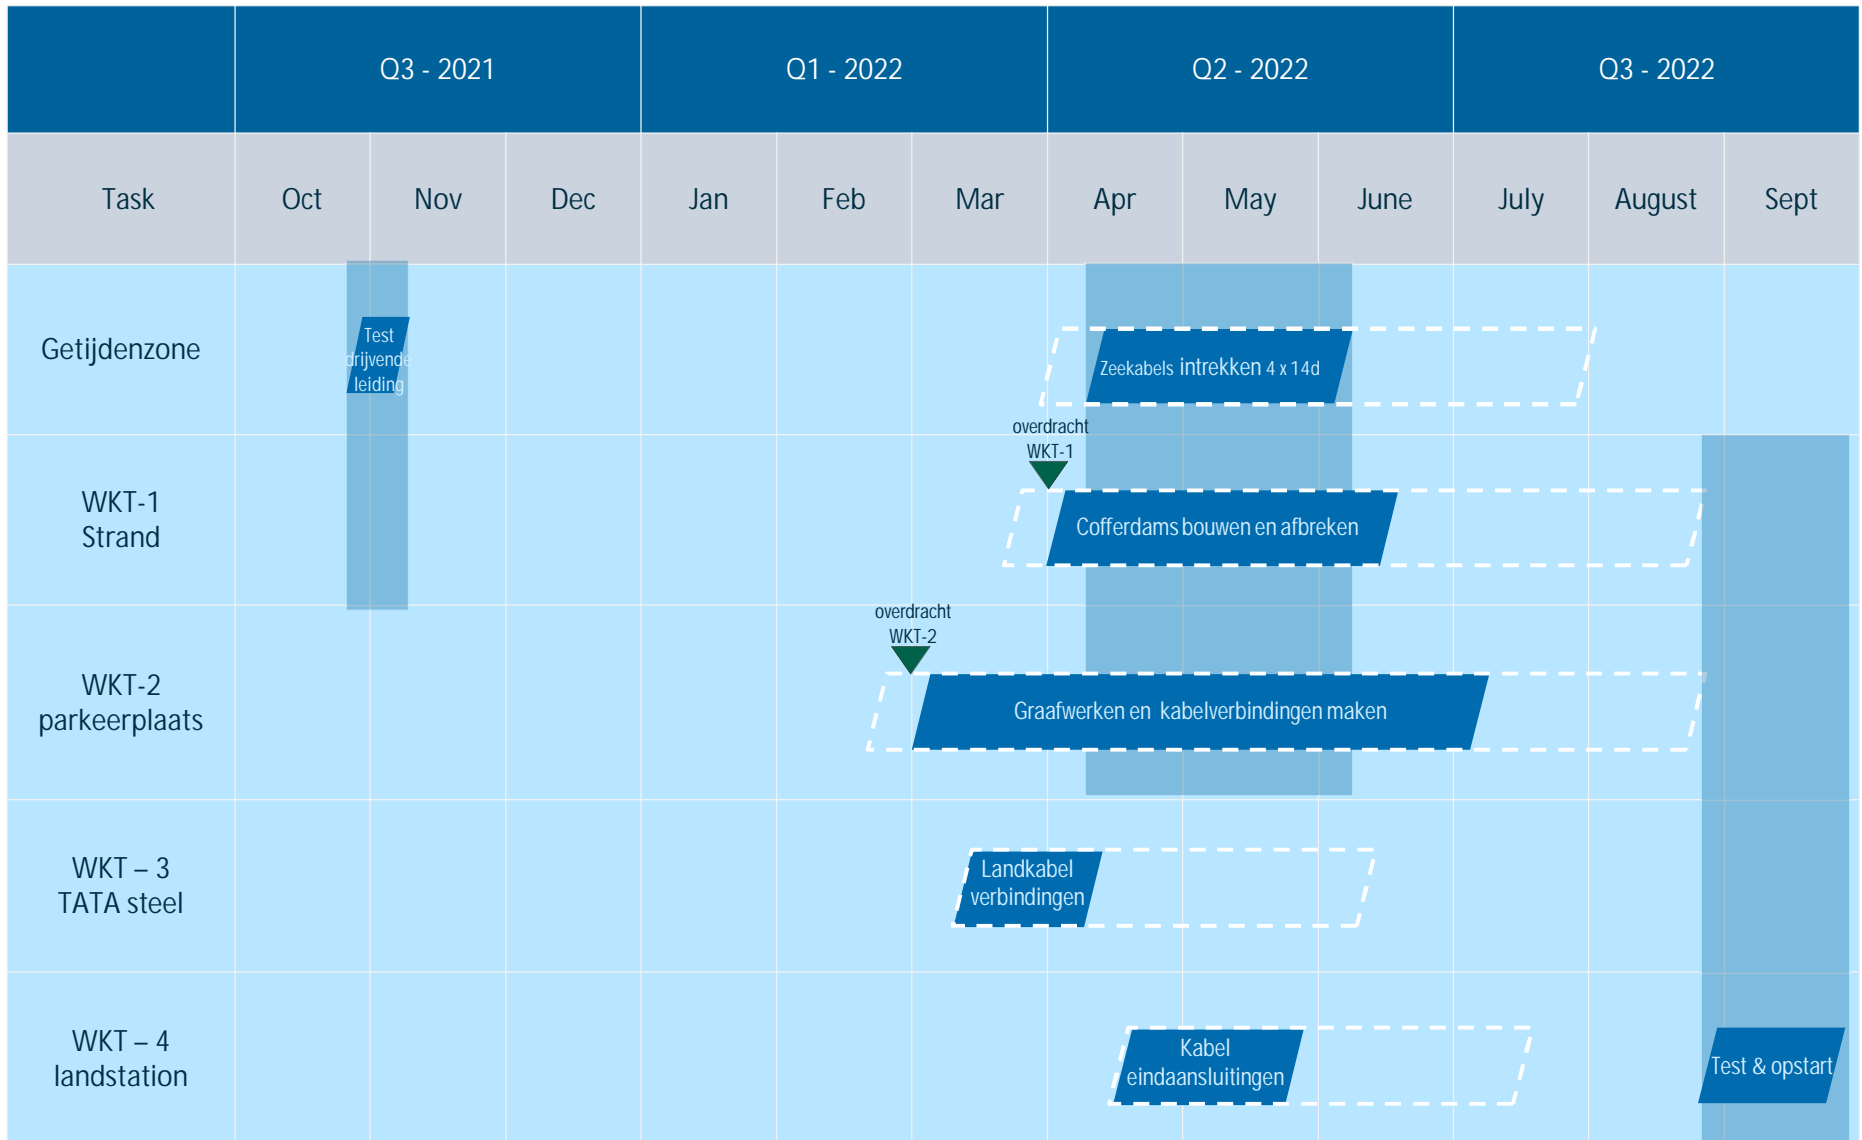 Q3 - 2021
Q1 - 2022
Q2 - 2022
Q3 - 2022
Task
Oct
Nov
Dec
Jan
Feb
Mar
Apr
May
June
July
August
Sept
Getijdenzone
Test
drijvende
leiding
Zeekabels intrekken 4 x 14d
WKT-1
Strand
overdracht
WKT-1
Cofferdams bouwen en afbreken
WKT-2
parkeerplaats
overdracht
WKT-2
Graafwerken en kabelverbindingen maken
WKT – 3
TATA steel
Landkabel
verbindingen
WKT – 4
landstation
Kabel
eindaansluitingen
Test & opstart